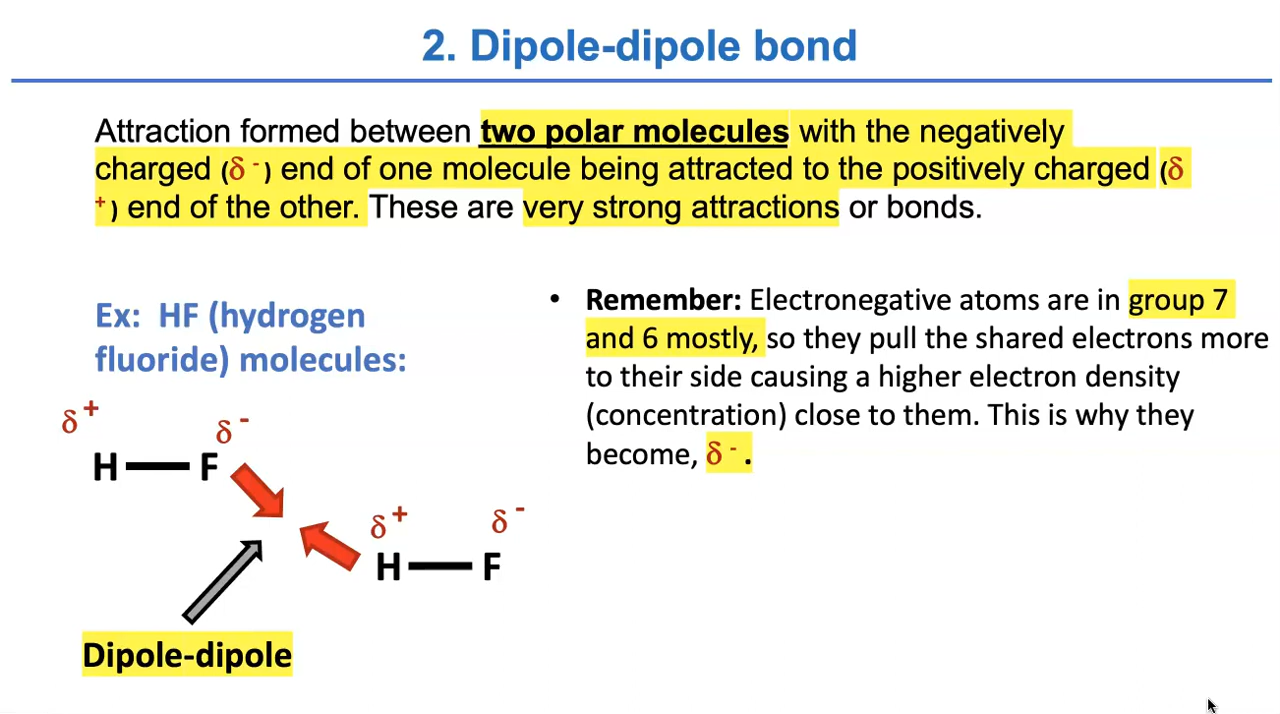 2. Dipole-dipole bond
Attraction formed between two polar molecules with the negatively
charged (δ -) end of one molecule being attracted to the positively charged (δ
+) end of the other. These are very strong attractions or bonds.
Ex: HF (hydrogen
fluoride) molecules:
• Remember: Electronegative atoms are in group 7
and 6 mostly, so they pull the shared electrons more
to their side causing a higher electron density
(concentration) close to them. This is why they
become, δ - .
δ + δ -
H F
δ + δ -
H F
Dipole-dipole